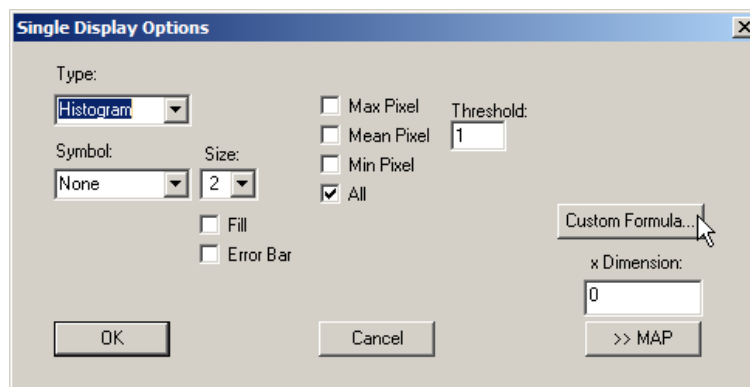 Single Display Options
Type:
Histogram
Symbol:
None
Size:
2
Fill
Error Bar
Max Pixel
Mean Pixel
Min Pixel
All
Threshold:
1
Custom Formula...
x Dimension:
0
OK
Cancel
>> MAP